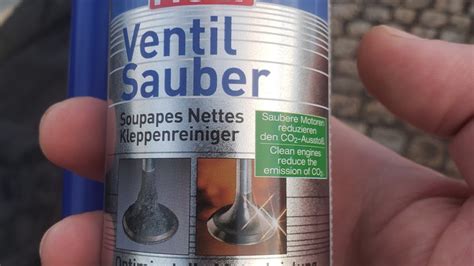 Ventil
Sauber
Soupapes Nettes
Kleppenreiniger
Saubere Motoren
reduzieren
den CO₂-Ausstoß.
Clean engines
reduce the
emission of CO₂